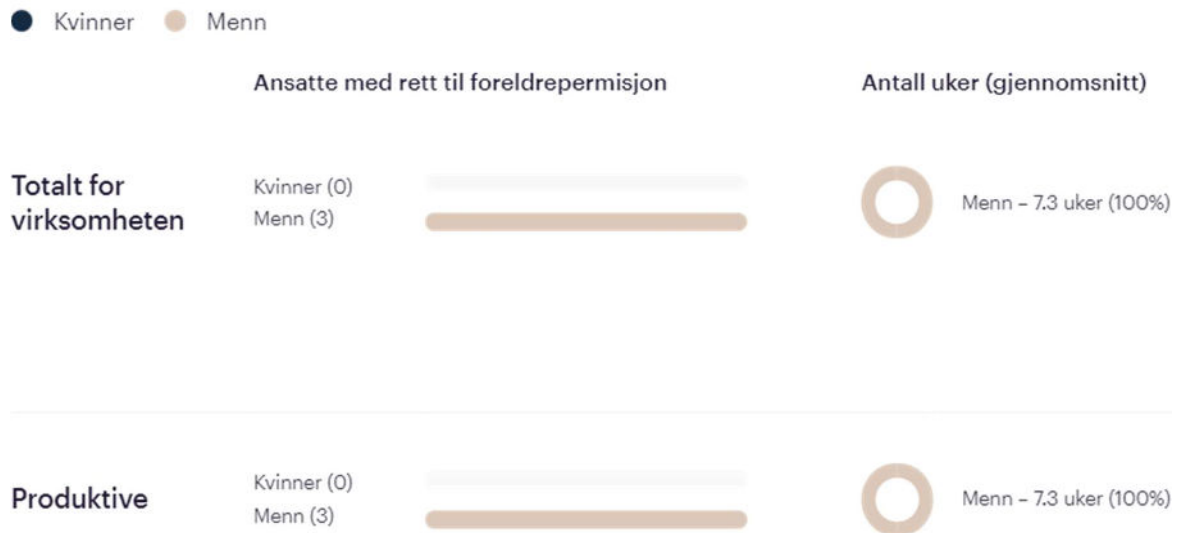 Kvinner Menn
Ansatte med rett til foreldrepermisjon Antall uker (gjennomsnitt)
Totalt for
virksomheten
Kvinner (0)
Menn (3)
Menn – 7.3 uker (100%)
Produktive
Kvinner (0)
Menn (3)
Menn – 7.3 uker (100%)